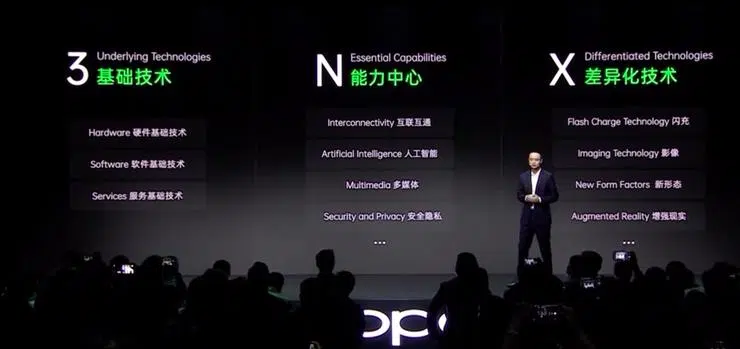 3
Underlying Technologies
基础技术
Hardware 硬件基础技术
Software 软件基础技术
Services 服务基础技术
N
Essential Capabilities
能力中心
Interconnectivity 互联互通
Artificial Intelligence 人工智能
Multimedia 多媒体
Security and Privacy 安全隐私
...
X
Differentiated Technologies
差异化技术
Flash Charge Technology 闪充
Imaging Technology 影像
New Form Factors 新形态
Augmented Reality 增强现实
...